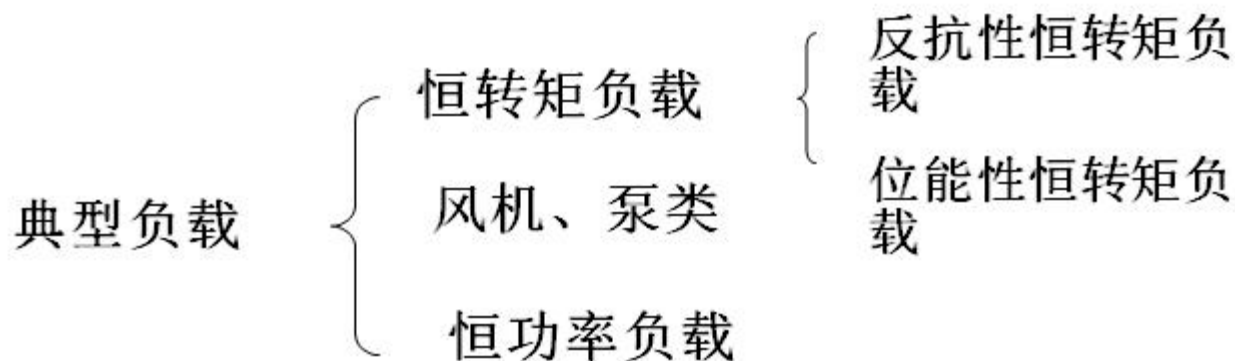 典型负载
恒转矩负载
反抗性恒转矩负
载
位能性恒转矩负
载
风机、泵类
恒功率负载